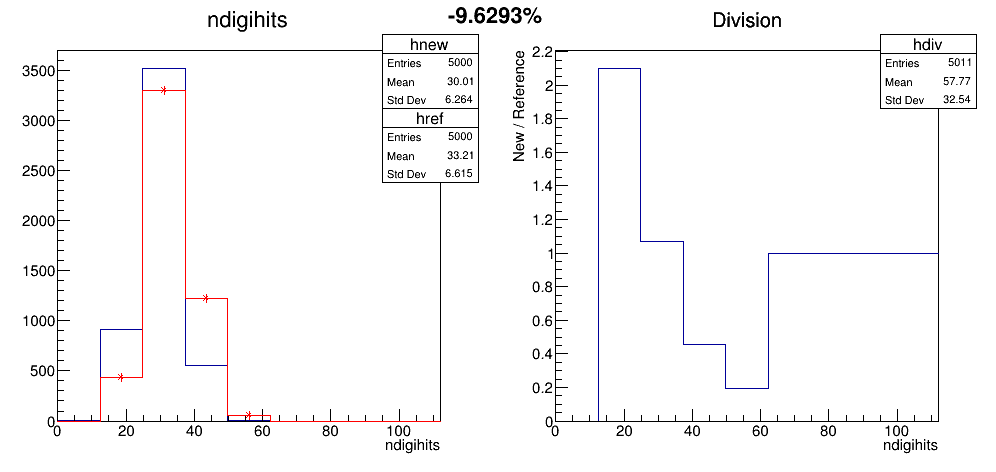 -9.6293%
ndigihits
hnew
Entries 5000
Mean 30.01
Std Dev 6.264
href
Entries 5000
Mean 33.21
Std Dev 6.615
3500
3000
2500
2000
1500
1000
500
0
0 20 40 60 80 100
ndigihits
Division
hdiv
Entries 5011
Mean 57.77
Std Dev 32.54
New / Reference
2.2
2
1.8
1.6
1.4
1.2
1
0.8
0.6
0.4
0.2
0
0 20 40 60 80 100
ndigihits